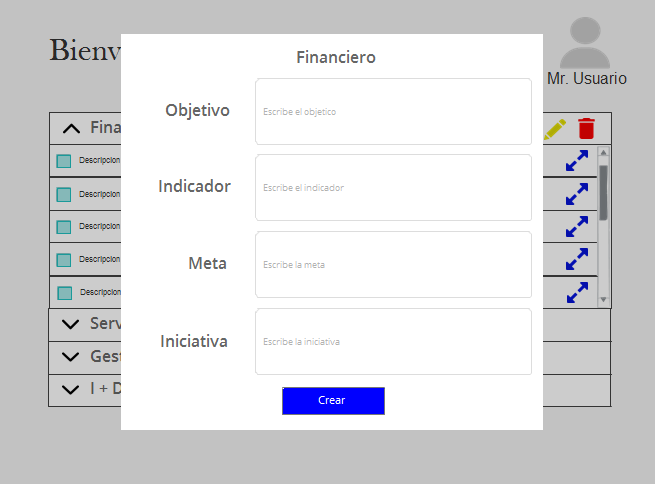 Bienv
Financiero
Mr. Usuario
Objetivo
Escribe el objetico
Fina
Descripcion
Indicador
Escribe el indicador
Descripcion
Descripcion
Meta
Escribe la meta
Descripcion
Descripcion
Serv
Iniciativa
Escribe la iniciativa
Gest
I + D
Crear